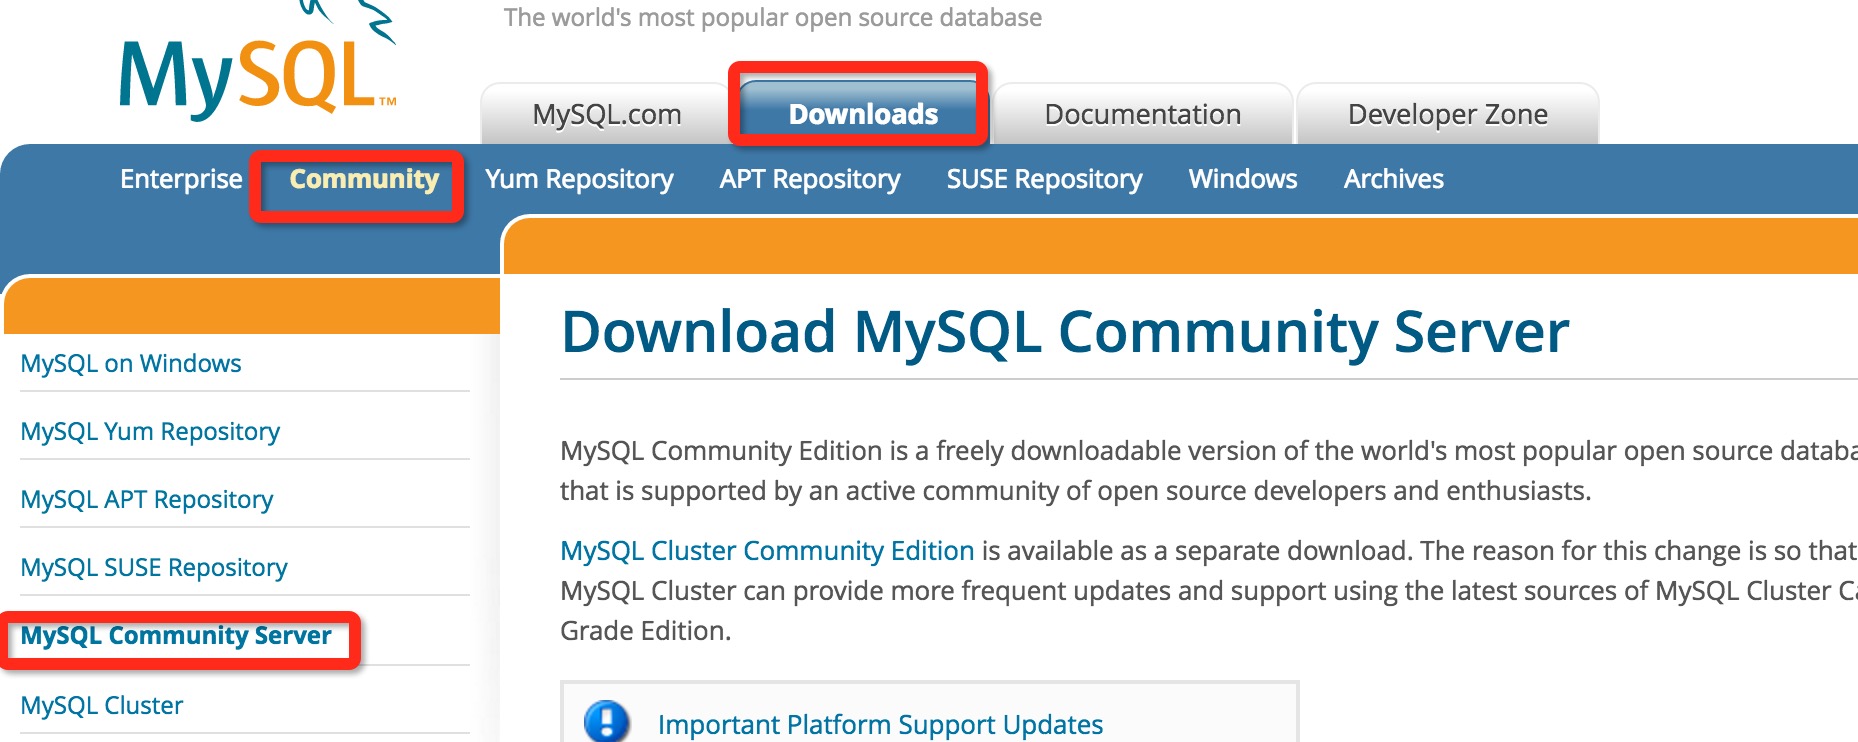 The world's most popular open source database
MySQL™
MySQL.com
Downloads
Documentation
Developer Zone
Enterprise
Community
Yum Repository
APT Repository
SUSE Repository
Windows
Archives
MySQL on Windows
MySQL Yum Repository
MySQL APT Repository
MySQL SUSE Repository
MySQL Community Server
MySQL Cluster
Download MySQL Community Server
MySQL Community Edition is a freely downloadable version of the world's most popular open source
that is supported by an active community of open source developers and enthusiasts.
MySQL Cluster Community Edition is available as a separate download. The reason for this change is so that
MySQL Cluster can provide more frequent updates and support using the latest sources of MySQL Cluster
Grade Edition.
Important Platform Support Updates